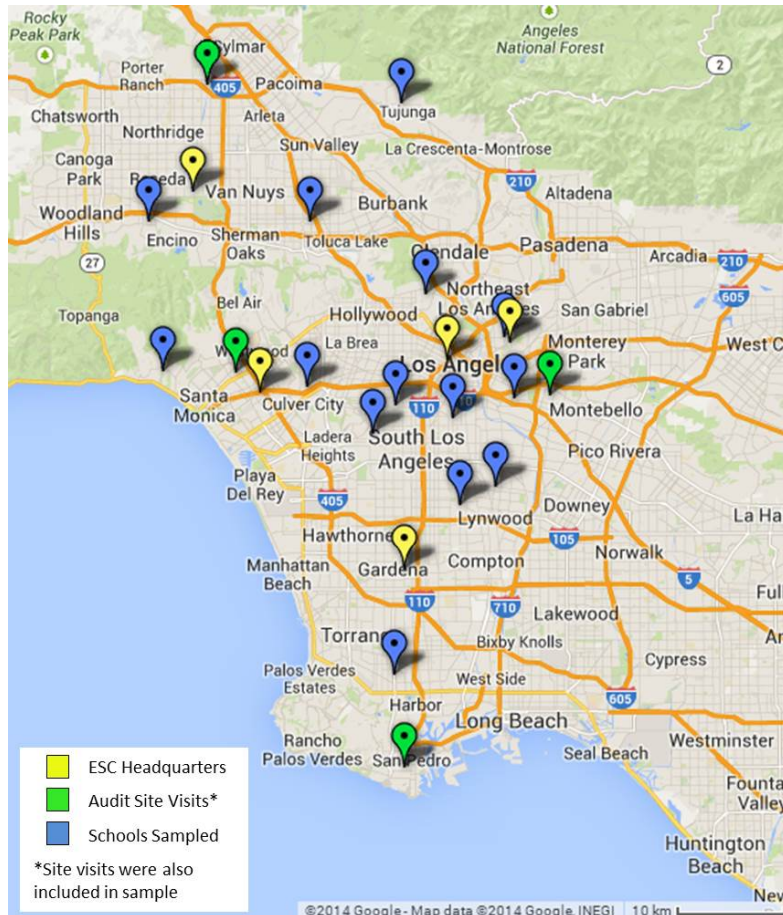 Rocky
Peak Park
Angeles
National Forest
Sylmar
2
Porter
Ranch
405
Pacoima
Tujunga
Chatsworth
Arleta
Northridge
Sun Valley
La Crescenta-Montrose
Canoga
Park
Van Nuys
210
Altadena
Burbank
Woodland
Hills
Encino
Sherman
Oaks
Toluca Lake
Glendale
Pasadena
Arcadia
210
27
605
Bel Air
Northeast
Los Angeles
San Gabriel
Topanga
Hollywood
La Brea
Monterey
Park
West C
Los Angel
Santa
Monica
Culver City
110
Montebello
Ladera
Heights
South Los
Angeles
Pico Rivera
Playa
Del Rey
405
Downey
Lynwood
La Ha
Hawthorne
105
Norwalk
Manhattan
Beach
Gardena
Compton
5
Full
110
710
Lakewood
Torranc
Bixby Knolls
Cypress
Palos Verdes
Estates
West Side
605
Harbor
Long Beach
Rancho
Palos Verdes
San Pedro
Seal Beach
Westminster
Founta
Valley
Huntington
Beach
ESC Headquarters
Audit Site Visits*
Schools Sampled
*Site visits were also
included in sample
©2014 Google - Map data ©2014 Google, INEGI
10 km